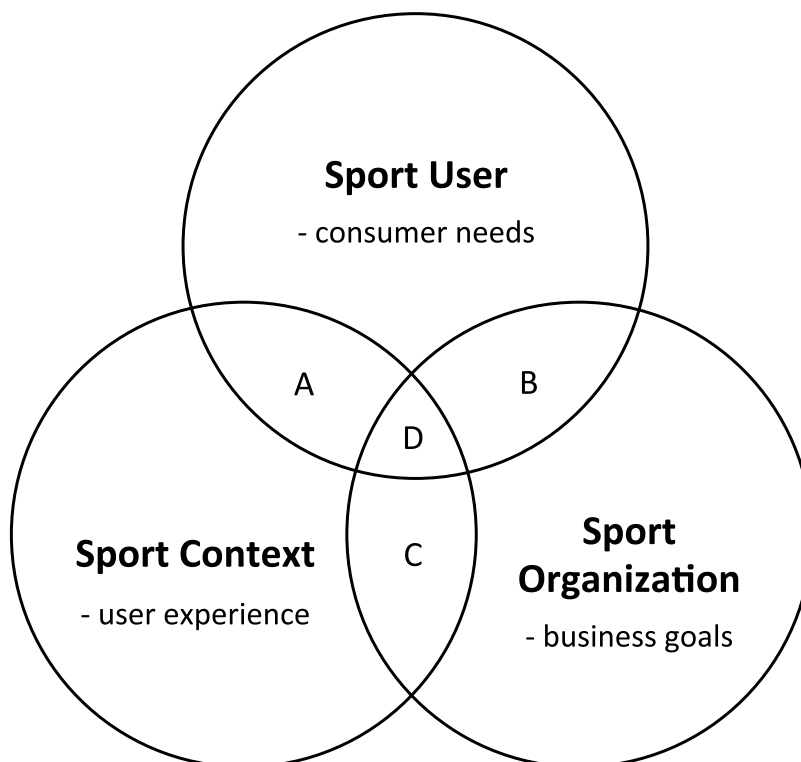 Sport User
- consumer needs
A
B
D
Sport Context
- user experience
C
Sport
Organization
- business goals